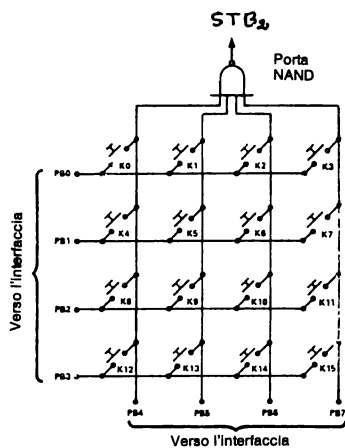 STB2
Porta
NAND
K0 K1 K2 K3
PB0
K4 K5 K6 K7
PB1
K8 K9 K10 K11
PB2
K12 K13 K14 K15
PB3
PB4 PB5 PB6 PB7
Verso l'Interfaccia
Verso l'Interfaccia